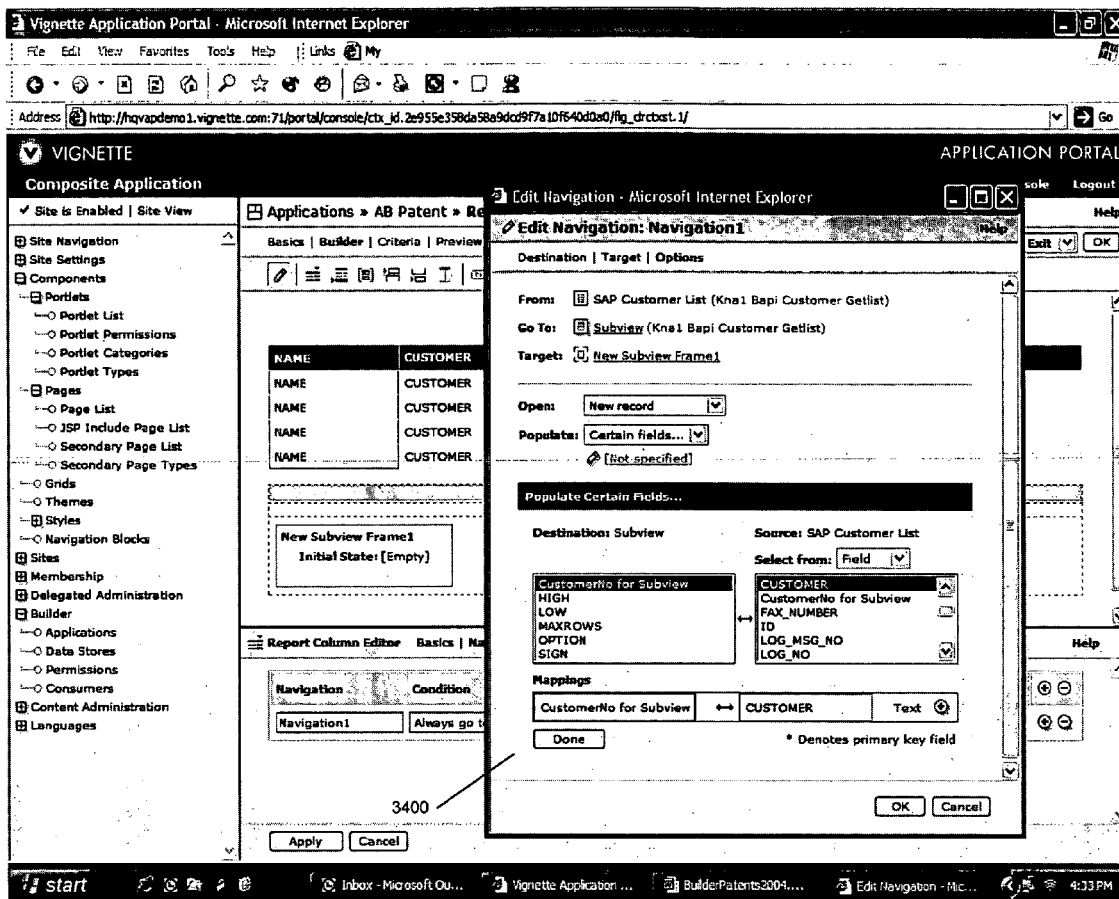 Vignette Application Portal - Microsoft Internet Explorer
File Edit View Favorites Tools Help Links My
Address http://hqvapdemo1.vignette.com:71/portal/console/ctx_id.2e955e358da58a9dcd9f7a10f640d0a0/flg_drctxst.1/ Go
VIGNETTE APPLICATION PORTAL
Composite Application sole Logout
Site is Enabled | Site View
Applications » AB Patent » Re Help
Basics | Builder | Criteria | Preview Exit OK
Site Navigation
Site Settings
Components
Portlets
Portlet List
Portlet Permissions
Portlet Categories
Portlet Types
Pages
Page List
JSP Include Page List
Secondary Page List
Secondary Page Types
Grids
Themes
Styles
Navigation Blocks
Sites
Membership
Delegated Administration
Builder
Applications
Data Stores
Permissions
Consumers
Content Administration
Languages
NAME CUSTOMER
NAME CUSTOMER
NAME CUSTOMER
NAME CUSTOMER
NAME CUSTOMER
New Subview Frame1
Initial State: [Empty]
Report Column Editor Basics | Na Help
Navigation Condition
Navigation1 Always go to
Apply Cancel
Edit Navigation - Microsoft Internet Explorer
Edit Navigation: Navigation1 Help
Destination | Target | Options
From: SAP Customer List (Kna1 Bapi Customer Getlist)
Go To: Subview (Kna1 Bapi Customer Getlist)
Target: New Subview Frame1
Open: New record
Populate: Certain fields...
[Not specified]
Populate Certain Fields...
Destination: Subview Source: SAP Customer List
Select from: Field
CustomerNo for Subview
HIGH
LOW
MAXROWS
OPTION
SIGN
CUSTOMER
CustomerNo for Subview
FAX_NUMBER
ID
LOG_MSG_NO
LOG_NO
Mappings
CustomerNo for Subview CUSTOMER Text
Done * Denotes primary key field
OK Cancel
3400
start Inbox - Microsoft Ou... Vignette Application ... BuilderPatents2004.... Edit Navigation - Mic... 4:33 PM